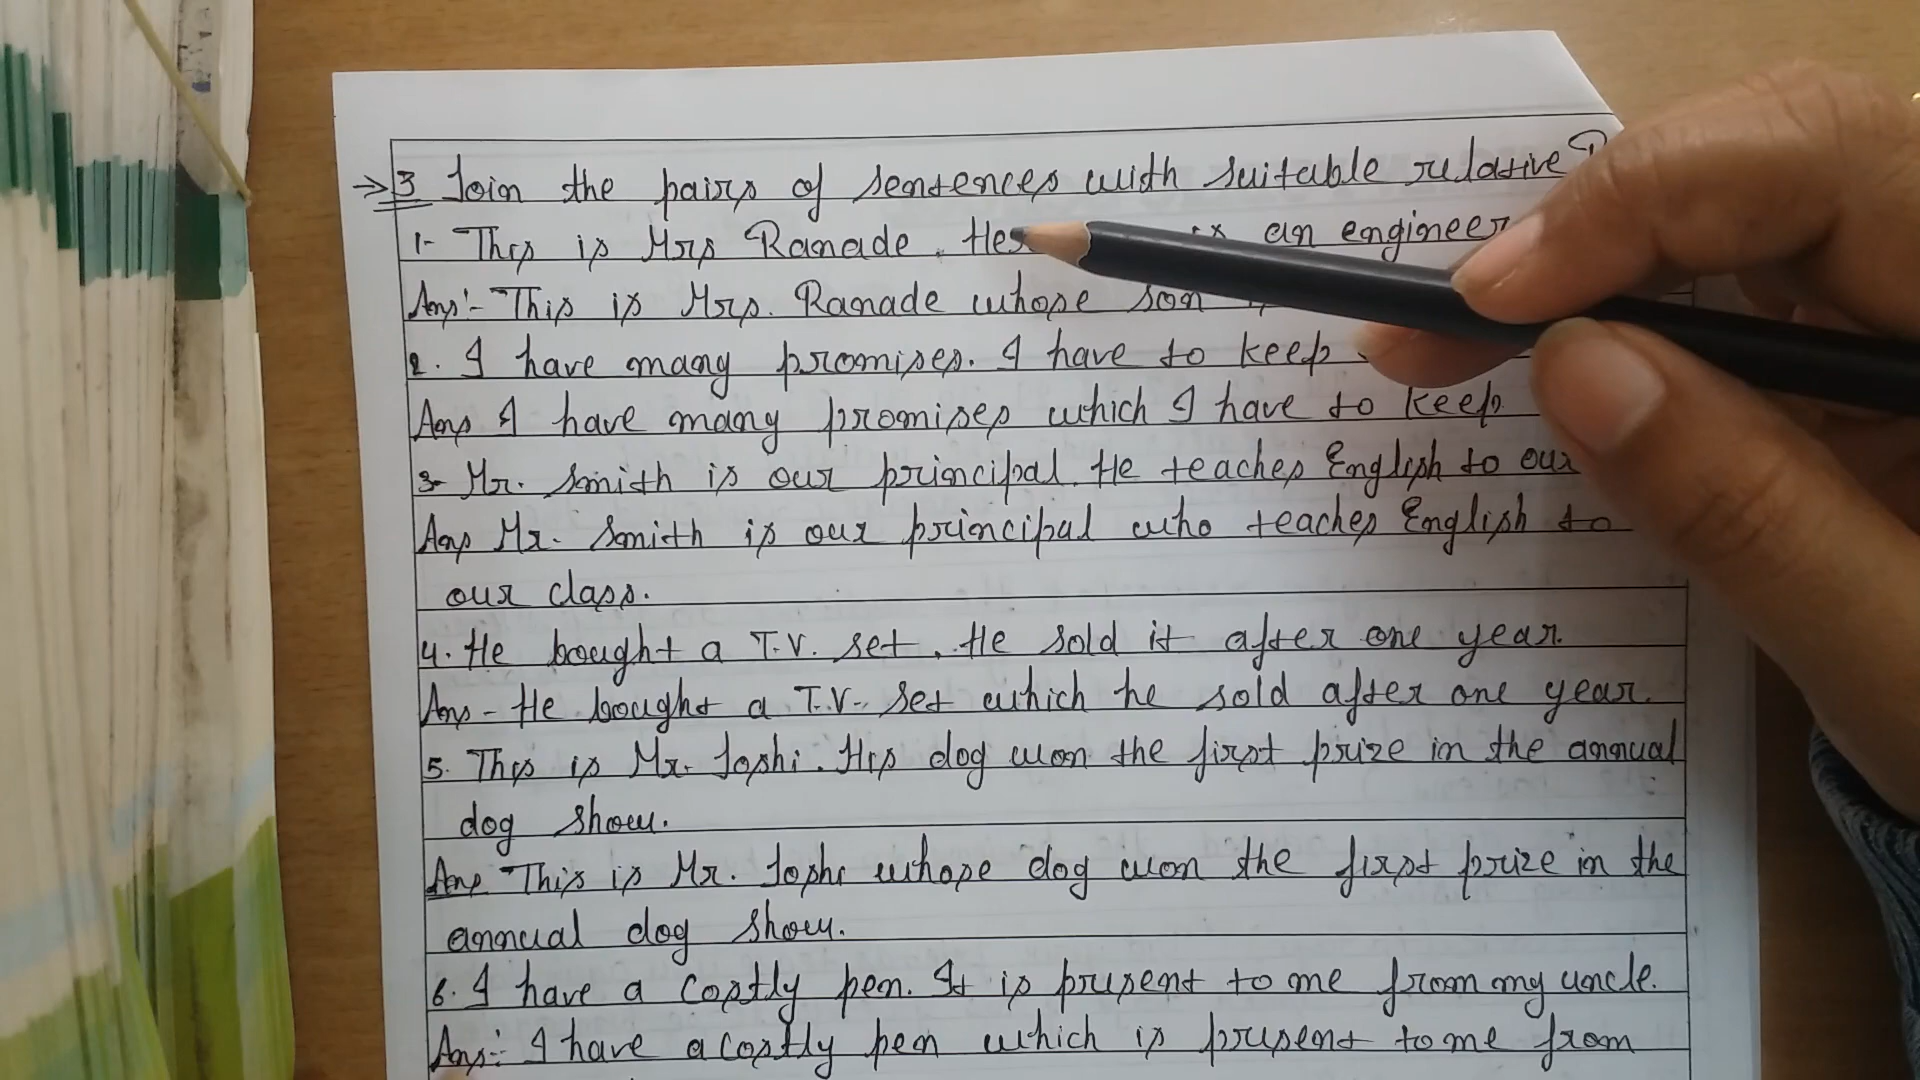 3 Join the pairs of sentences with suitable relative P
1- This is Mrs Ranade. Her is an engineer
Ans:- This is Mrs. Ranade whose son
2. I have many promises. I have to keep
Ans I have many promises which I have to keep.
3- Mr. Smith is our principal. He teaches English to our
Ans Mr. Smith is our principal who teaches English to
our class.
4. He bought a T.V. set. He sold it after one year.
Ans - He bought a T.V. set which he sold after one year.
5. This is Mr. Joshi. His dog won the first prize in the annual
dog show.
Ans This is Mr. Joshi whose dog won the first prize in the
annual dog show.
6. I have a costly pen. It is present to me from my uncle.
Ans:- I have a costly pen which is present to me from